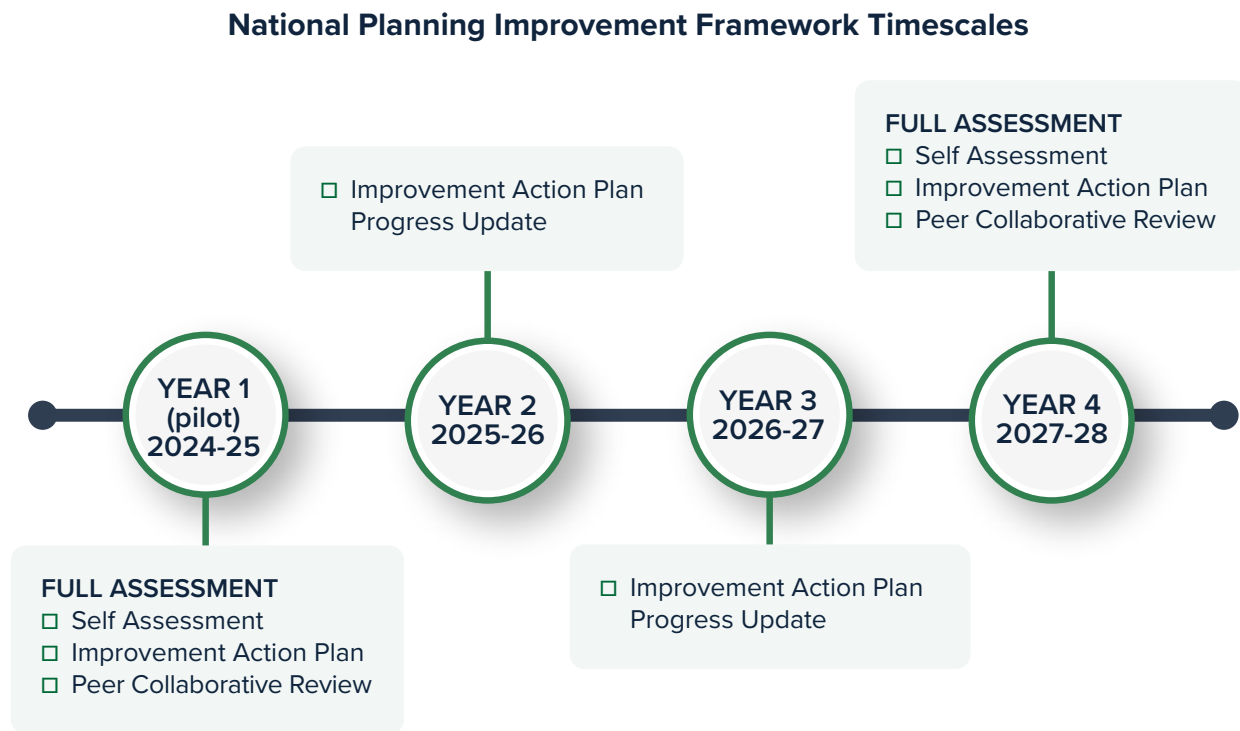 National Planning Improvement Framework Timescales
YEAR 1
(pilot)
2024-25
FULL ASSESSMENT
Self Assessment
Improvement Action Plan
Peer Collaborative Review
YEAR 2
2025-26
Improvement Action Plan
Progress Update
YEAR 3
2026-27
Improvement Action Plan
Progress Update
YEAR 4
2027-28
FULL ASSESSMENT
Self Assessment
Improvement Action Plan
Peer Collaborative Review